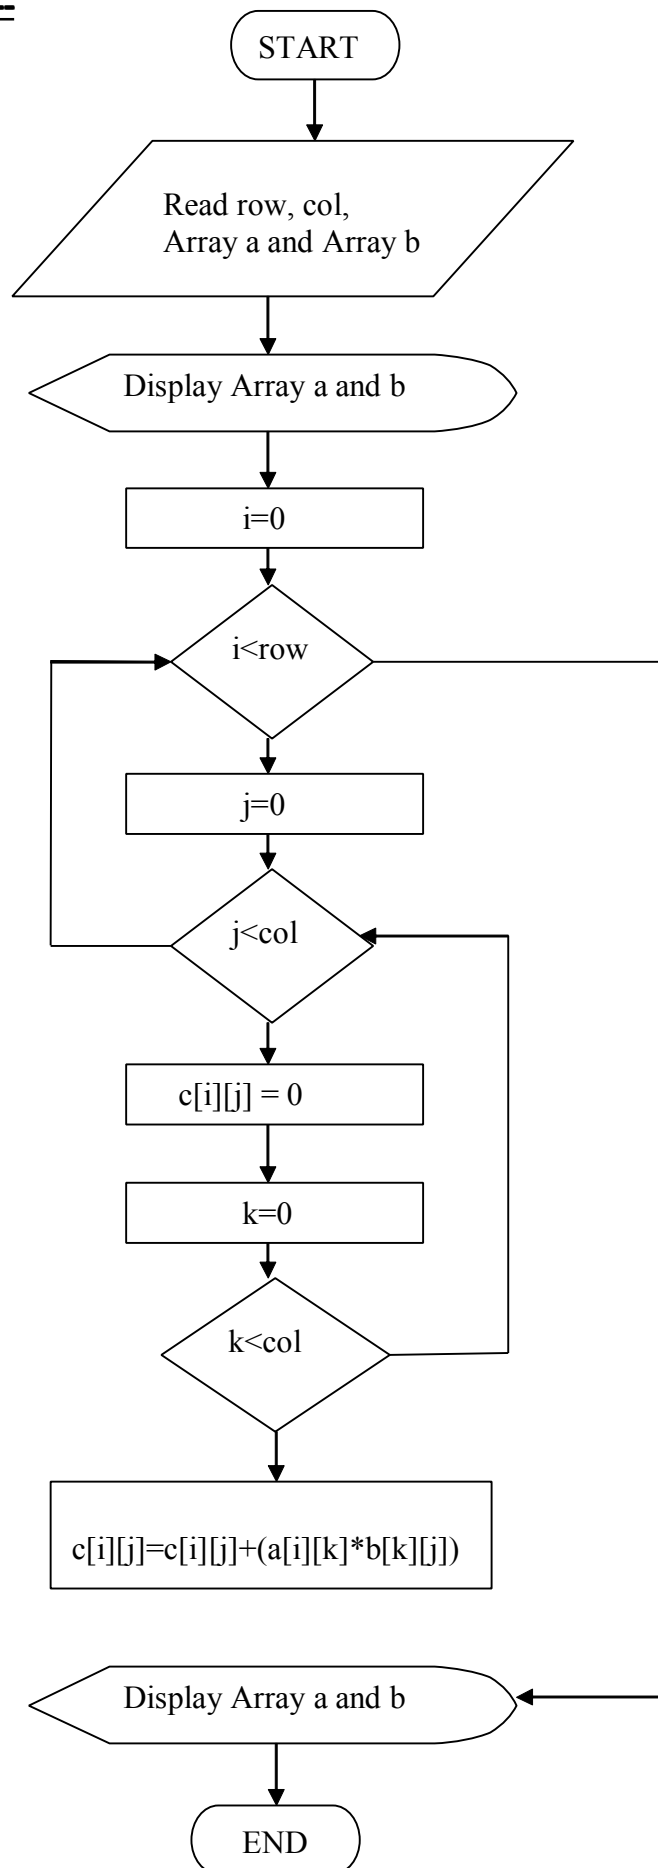 START
Read row, col,
Array a and Array b
Display Array a and b
i=0
i<row
j=0
j<col
c[i][j] = 0
k=0
k<col
c[i][j]=c[i][j]+(a[i][k]*b[k][j])
Display Array a and b
END